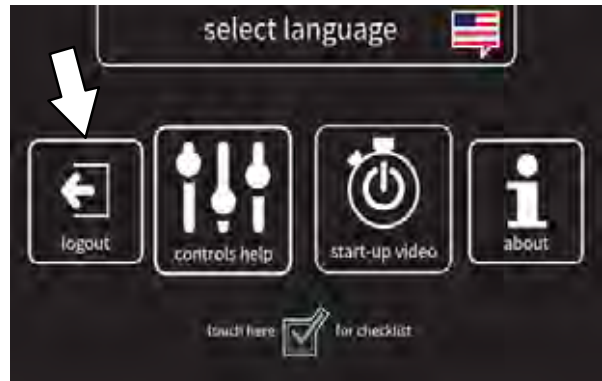 select language
logout
controls help
start-up video
about
touch here for checklist